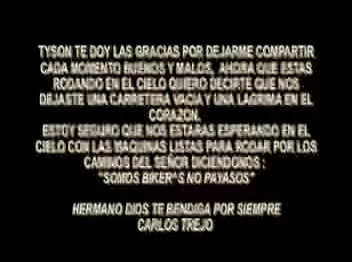 TYSON TE DOY LAS GRACIAS POR DEJARME COMPARTIR
CADA MOMENTO BUENOS Y MALOS, AHORA QUE ESTAS
RODANDO EN EL CIELO QUIERO DECIRTE QUE NOS
DEJASTE UNA CARRETERA VACIA Y UNA LAGRIMA EN EL
CORAZON.
ESTOY SEGURO QUE NOS ESTARAS ESPERANDO EN EL
CIELO CON LAS MAQUINAS LISTAS PARA RODAR POR LOS
CAMINOS DEL SEÑOR DICIENDONOS :
"SOMOS BIKER"S NO PAYASOS"
HERMANO DIOS TE BENDIGA POR SIEMPRE
CARLOS TREJO